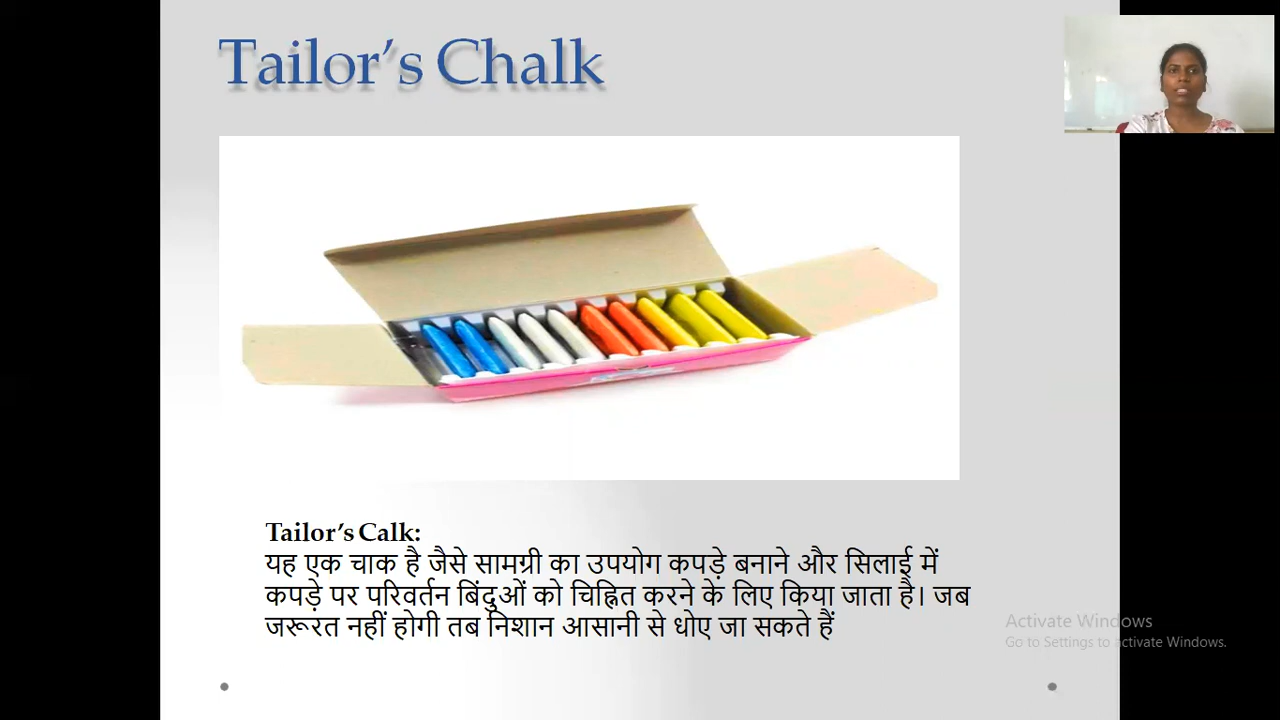 Tailor's Chalk
Tailor's Calk:
यह एक चाक है जैसे सामग्री का उपयोग कपड़े बनाने और सिलाई में
कपड़े पर परिवर्तन बिंदुओं को चिह्नित करने के लिए किया जाता है। जब
जरूरत नहीं होगी तब निशान आसानी से धोए जा सकते हैं
Activate Windows
Go to Settings to activate Windows.